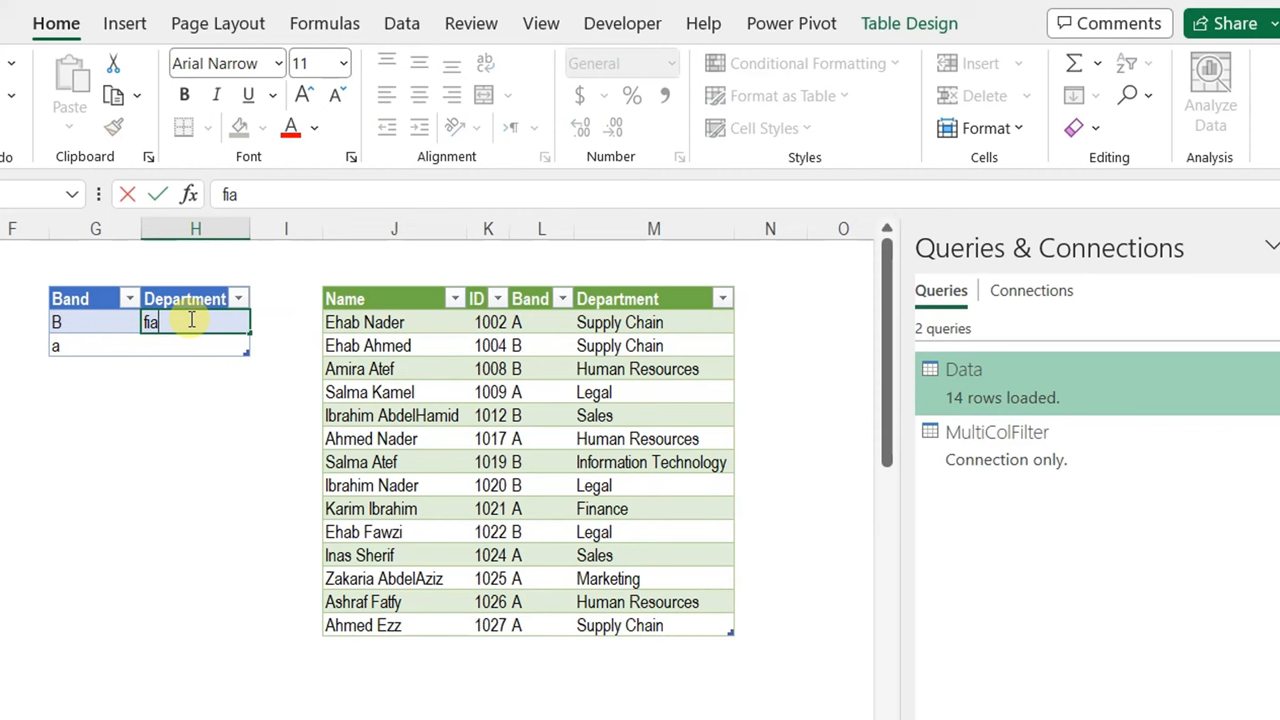 Home Insert Page Layout Formulas Data Review View Developer Help Power Pivot Table Design Comments Share
Paste
Arial Narrow 11
B I U A A
A
ab
General
$ % 9
Conditional Formatting
Format as Table
Cell Styles
Insert
Delete
Format
Analyze
Data
do Clipboard Font Alignment Number Styles Cells Editing Analysis
fx fia
F G H I J K L M N O
Band Department
B fia
a
Name ID Band Department
Ehab Nader 1002 A Supply Chain
Ehab Ahmed 1004 B Supply Chain
Amira Atef 1008 B Human Resources
Salma Kamel 1009 A Legal
Ibrahim AbdelHamid 1012 B Sales
Ahmed Nader 1017 A Human Resources
Salma Atef 1019 B Information Technology
Ibrahim Nader 1020 B Legal
Karim Ibrahim 1021 A Finance
Ehab Fawzi 1022 B Legal
Inas Sherif 1024 A Sales
Zakaria AbdelAziz 1025 A Marketing
Ashraf Fatfy 1026 A Human Resources
Ahmed Ezz 1027 A Supply Chain
Queries & Connections
Queries Connections
2 queries
Data
14 rows loaded.
MultiColFilter
Connection only.